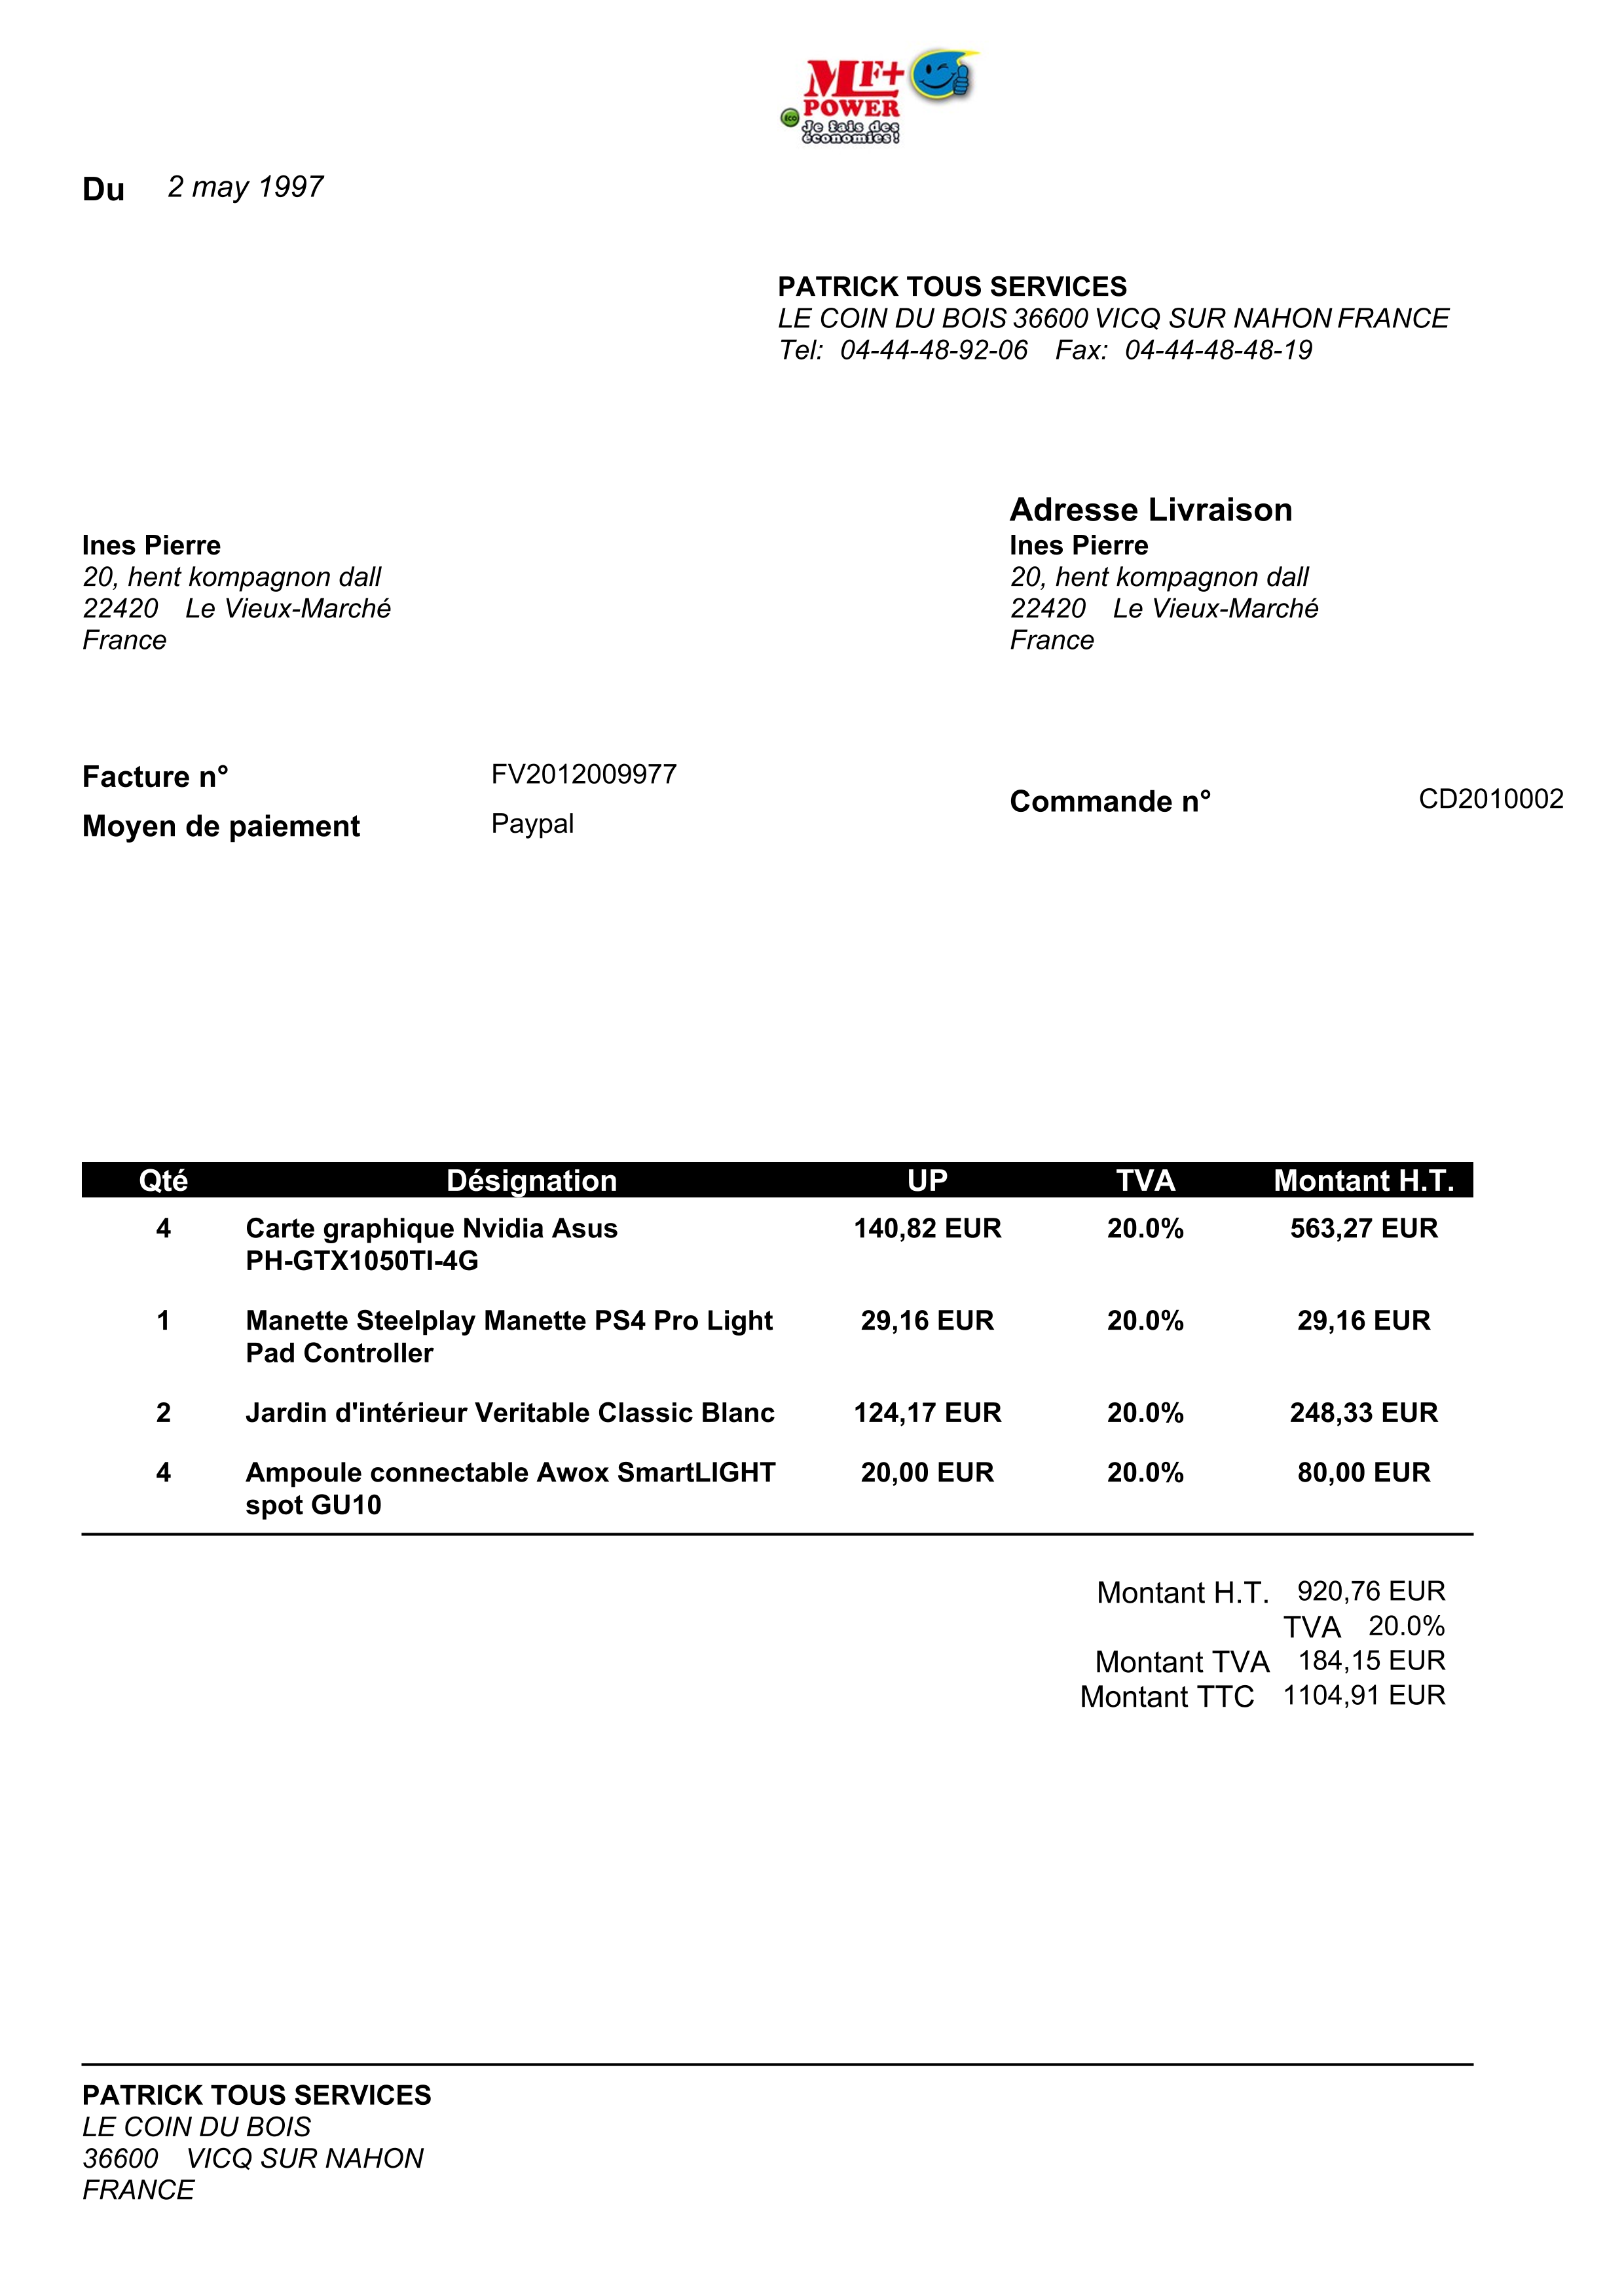 MLF+
POWER
éco Je fais des
économies!
Du 2 may 1997
PATRICK TOUS SERVICES
LE COIN DU BOIS 36600 VICQ SUR NAHON FRANCE
Tel: 04-44-48-92-06 Fax: 04-44-48-48-19
Adresse Livraison
Ines Pierre
20, hent kompagnon dall
22420 Le Vieux-Marché
France
Ines Pierre
20, hent kompagnon dall
22420 Le Vieux-Marché
France
Facture n° FV2012009977
Moyen de paiement Paypal
Commande n° CD2010002
Qté Désignation UP TVA Montant H.T.
4 Carte graphique Nvidia Asus 140,82 EUR 20.0% 563,27 EUR
PH-GTX1050TI-4G
1 Manette Steelplay Manette PS4 Pro Light 29,16 EUR 20.0% 29,16 EUR
Pad Controller
2 Jardin d'intérieur Veritable Classic Blanc 124,17 EUR 20.0% 248,33 EUR
4 Ampoule connectable Awox SmartLIGHT 20,00 EUR 20.0% 80,00 EUR
spot GU10
Montant H.T. 920,76 EUR
TVA 20.0%
Montant TVA 184,15 EUR
Montant TTC 1104,91 EUR
PATRICK TOUS SERVICES
LE COIN DU BOIS
36600 VICQ SUR NAHON
FRANCE